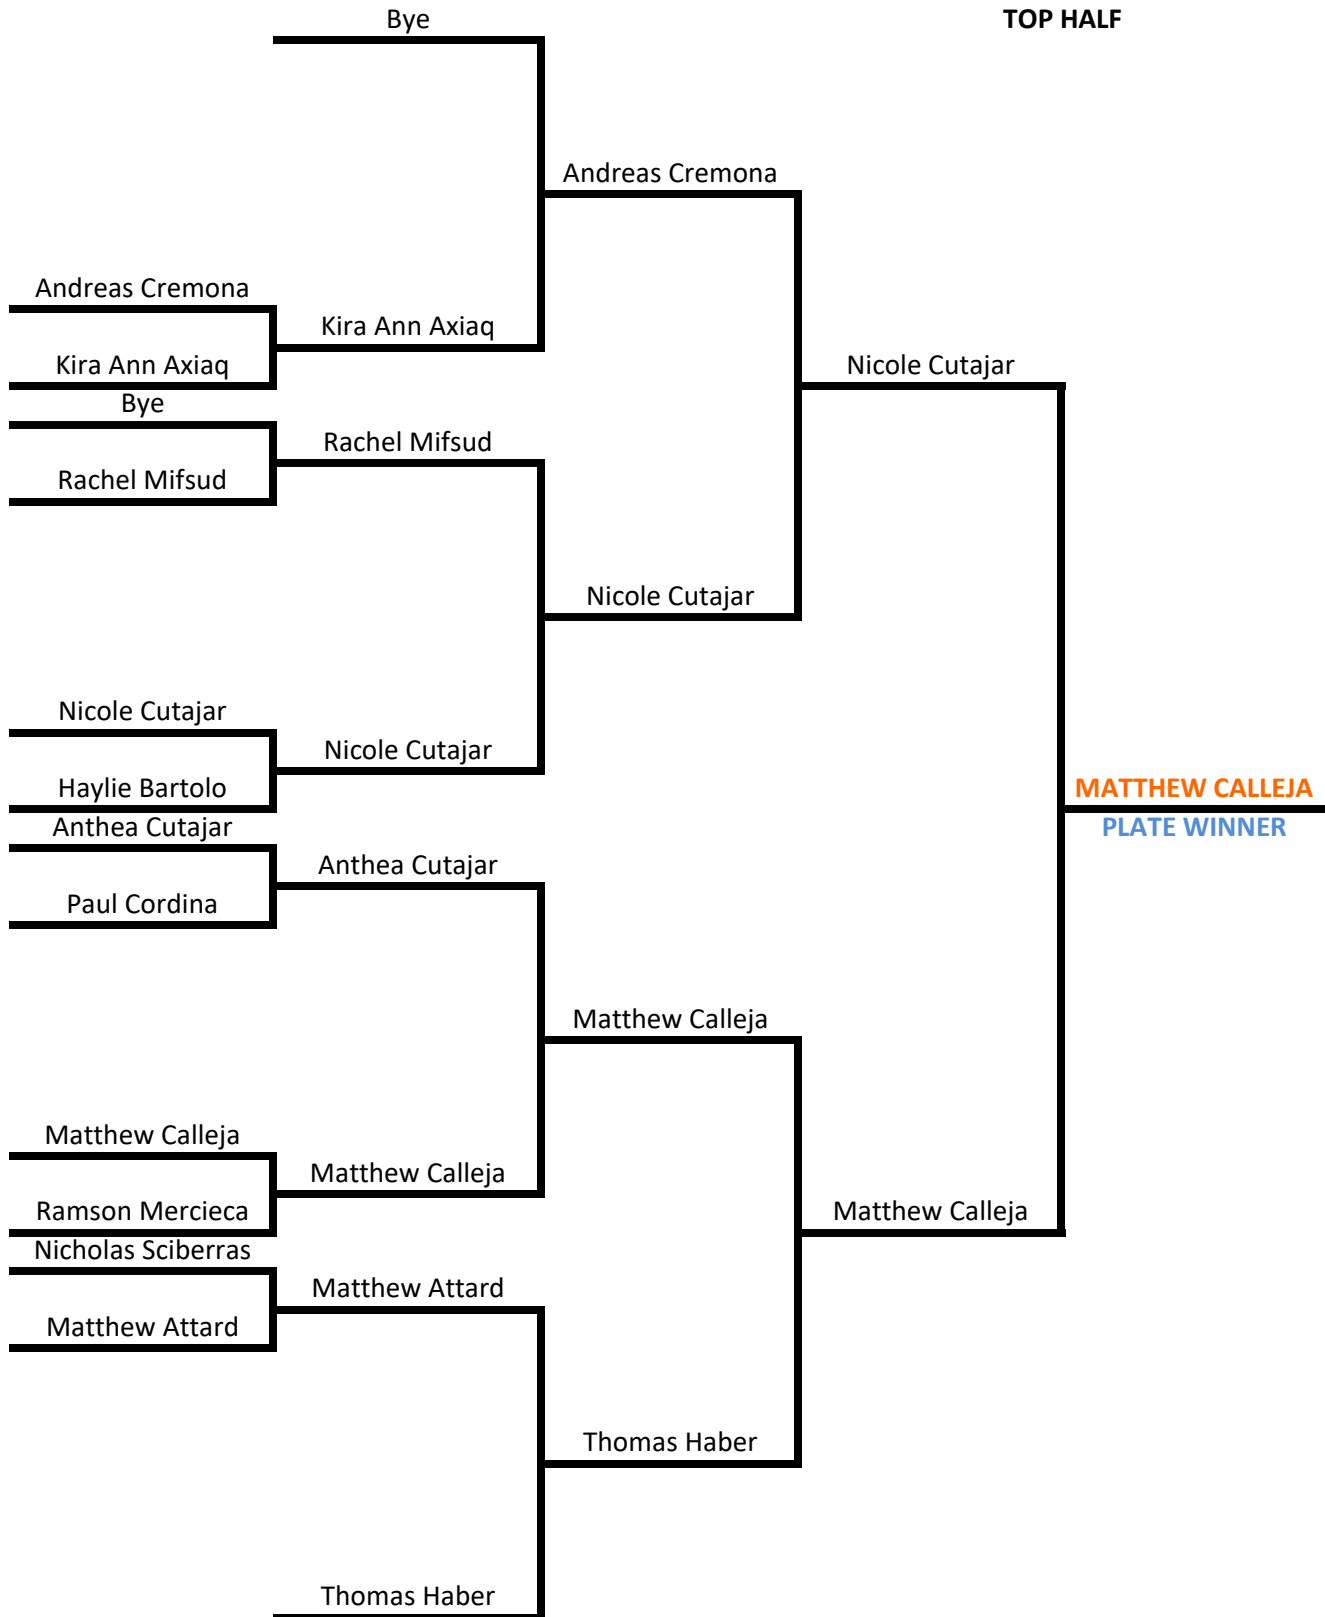 Bye
TOP HALF
Andreas Cremona
Andreas Cremona
Kira Ann Axiaq
Kira Ann Axiaq
Nicole Cutajar
Bye
Rachel Mifsud
Rachel Mifsud
Nicole Cutajar
Nicole Cutajar
Nicole Cutajar
Haylie Bartolo
MATTHEW CALLEJA
Anthea Cutajar
PLATE WINNER
Anthea Cutajar
Paul Cordina
Matthew Calleja
Matthew Calleja
Matthew Calleja
Ramson Mercieca
Matthew Calleja
Nicholas Sciberras
Matthew Attard
Matthew Attard
Thomas Haber
Thomas Haber